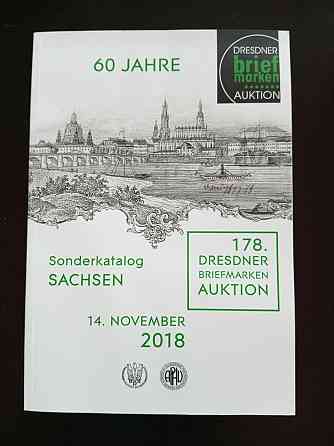 60 JAHRE
DRESDNER
brief
marken
AUKTION
Sonderkatalog
SACHSEN
178.
DRESDNER
BRIEFMARKEN
AUKTION
14. NOVEMBER
2018